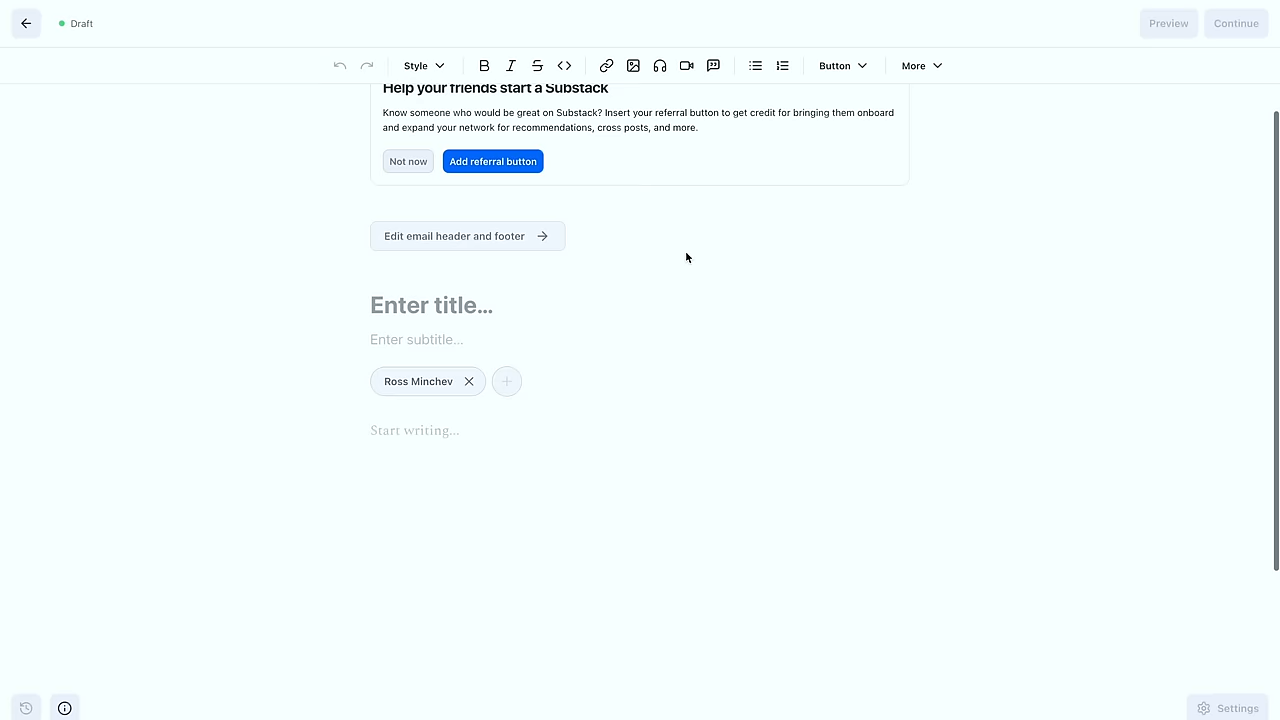 Draft
Preview
Continue
Style
Button
More
Help your friends start a Substack
Know someone who would be great on Substack? Insert your referral button to get credit for bringing them onboard
and expand your network for recommendations, cross posts, and more.
Not now
Add referral button
Edit email header and footer
Enter title...
Enter subtitle...
Ross Minchev
Start writing...
Settings